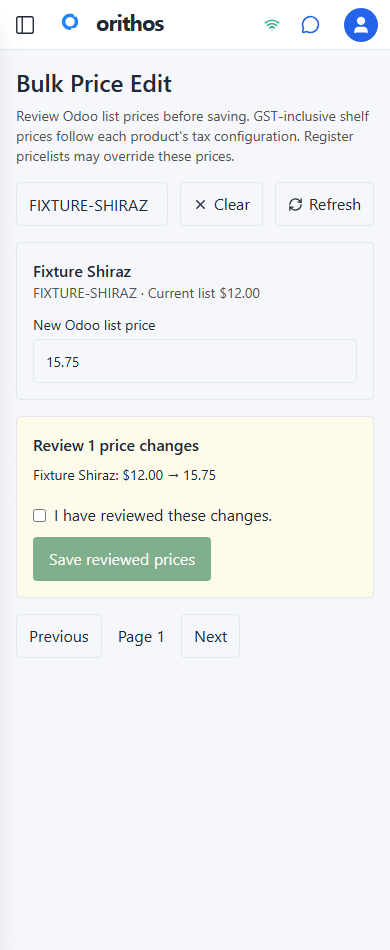 orithos
Bulk Price Edit
Review Odoo list prices before saving. GST-inclusive shelf
prices follow each product's tax configuration. Register
pricelists may override these prices.
FIXTURE-SHIRAZ
Clear
Refresh
Fixture Shiraz
FIXTURE-SHIRAZ · Current list $12.00
New Odoo list price
15.75
Review 1 price changes
Fixture Shiraz: $12.00 → 15.75
I have reviewed these changes.
Save reviewed prices
Previous
Page 1
Next